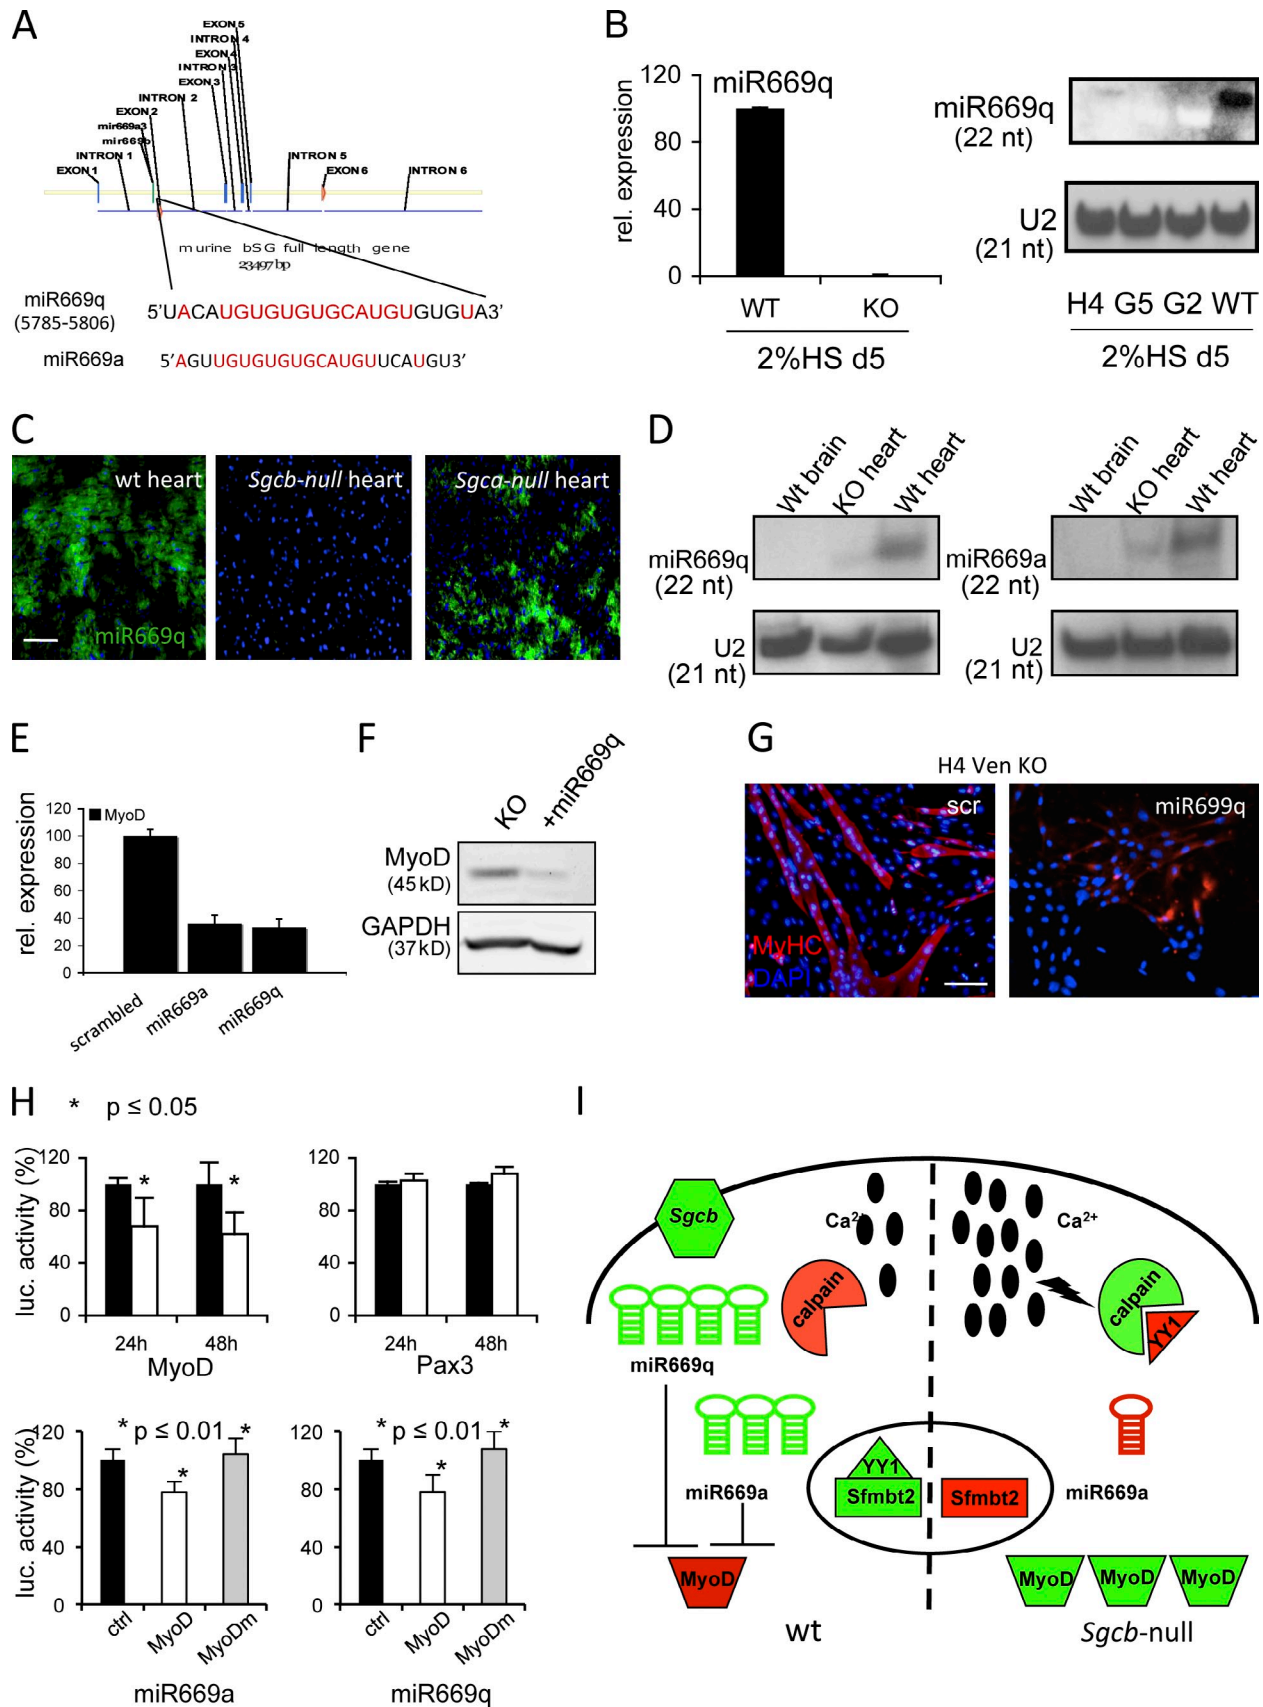 A
EXON 5
INTRON 4
EXON 4
INTRON 3
EXON 3
INTRON 2
EXON 2
mir669a3
mir669b
INTRON 1
INTRON 5
EXON 1
EXON 6
INTRON 6
murine bSG full length gene
23497 bp
miR669q
(5785-5806)
5'UACAUGUGUGUGCAUGUGUGUA3'
miR669a
5'AGUUGUGUGUGCAUGUUCAUGU3'
B
rel. expression
120
80
40
0
miR669q
WT KO
2%HS d5
miR669q
(22 nt)
U2
(21 nt)
H4 G5 G2 WT
2%HS d5
C
wt heart
miR669q
Sgcb-null heart
Sgca-null heart
D
Wt brain
KO heart
Wt heart
miR669q
(22 nt)
U2
(21 nt)
Wt brain
KO heart
Wt heart
miR669a
(22 nt)
U2
(21 nt)
E
rel. expression
120
100
80
60
40
20
0
MyoD
scrambled
miR669a
miR669q
F
KO
+miR669q
MyoD
(45 kD)
GAPDH
(37 kD)
G
H4 Ven KO
scr
MyHC
DAPI
miR699q
H
* p ≤ 0.05
luc. activity (%)
120
80
40
0
* *
24h 48h
MyoD
120
80
40
0
24h 48h
Pax3
luc. activity (%)
120
80
40
0
* p ≤ 0.01 *
*
ctrl
MyoD
MyoDm
miR669a
120
80
40
0
* p ≤ 0.01 *
*
ctrl
MyoD
MyoDm
miR669q
I
Sgcb
Ca2+
Ca2+
calpain
calpain
YY1
miR669q
miR669a
YY1
Sfmbt2
Sfmbt2
miR669a
MyoD
MyoD
MyoD
MyoD
wt
Sgcb-null